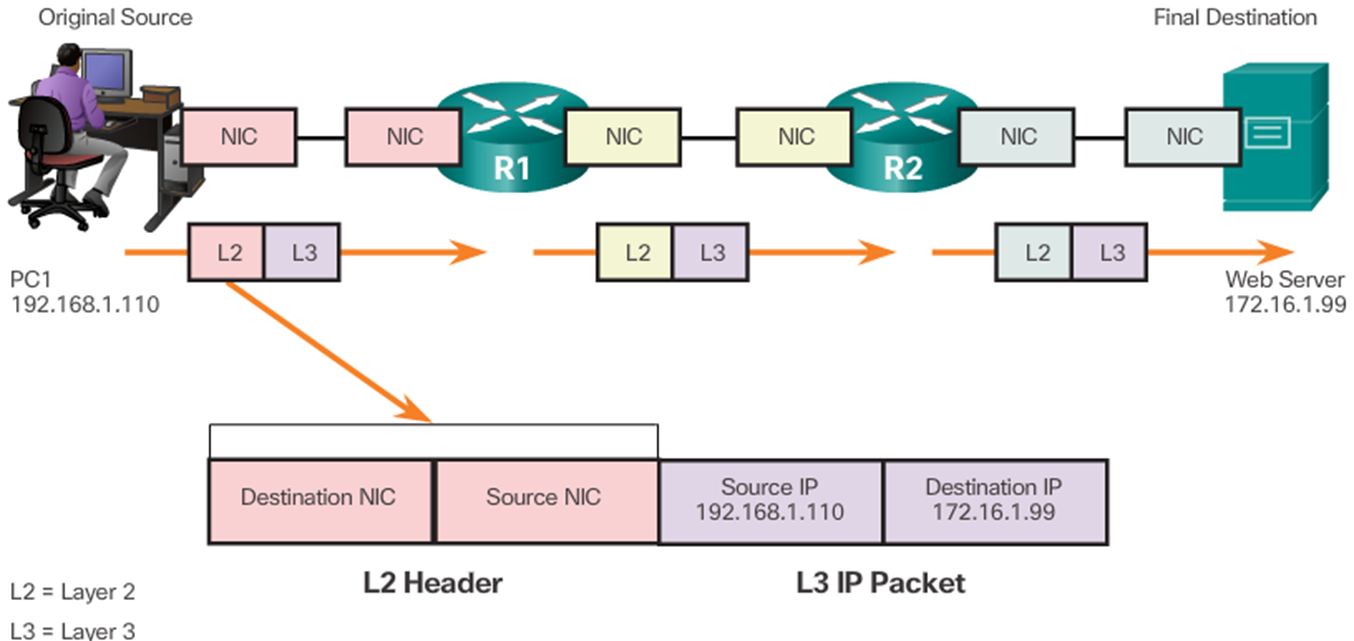 Original Source
Final Destination
NIC
NIC
NIC
NIC
NIC
NIC
R1
R2
L2
L3
L2
L3
L2
L3
PC1
192.168.1.110
Web Server
172.16.1.99
Destination NIC
Source NIC
Source IP
192.168.1.110
Destination IP
172.16.1.99
L2 Header
L3 IP Packet
L2 = Layer 2
L3 = Layer 3